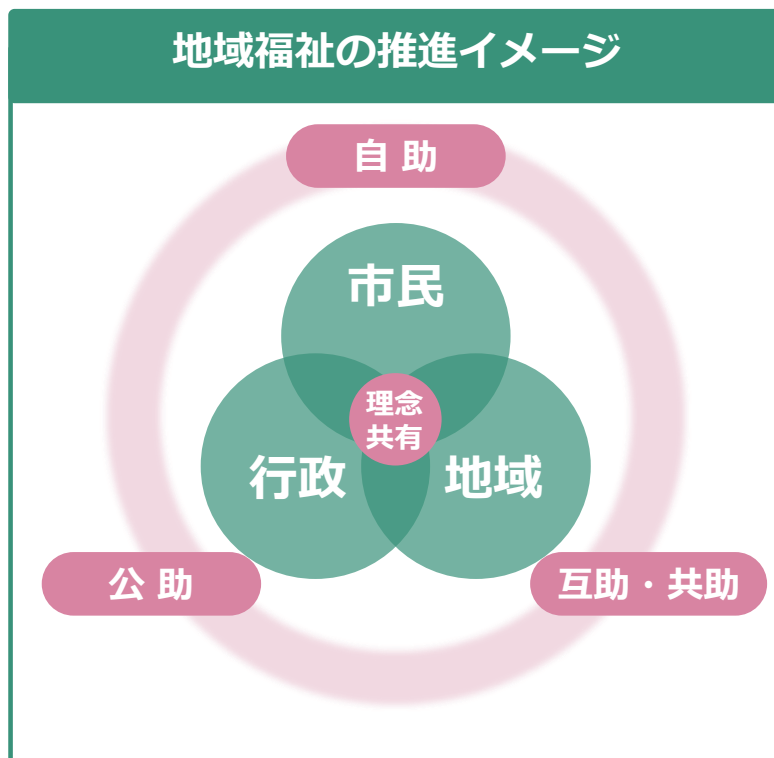 地域福祉の推進イメージ
自助
市民
理念
共有
行政
地域
公助
互助・共助